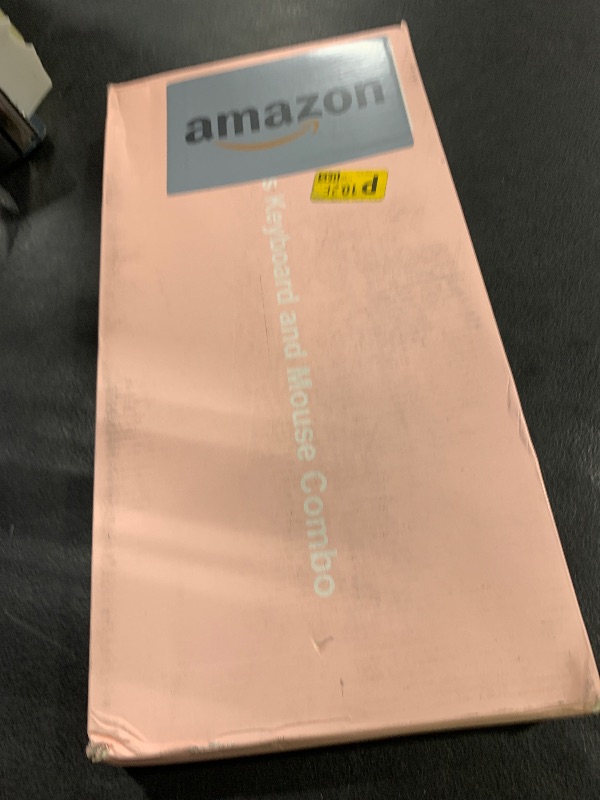 amazon
s Keyboard and Mouse Combo
P